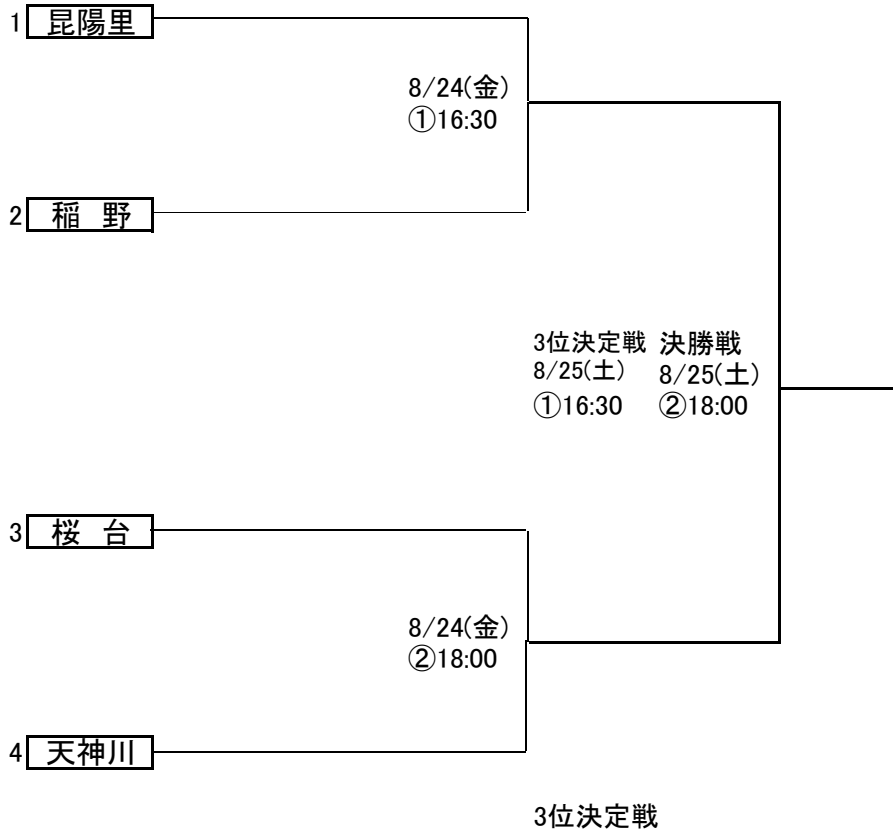 1 昆陽里
8/24(金)
①16:30
2 稲 野
3位決定戦 決勝戦
8/25(土) 8/25(土)
①16:30 ②18:00
3 桜 台
8/24(金)
②18:00
4 天神川
3位決定戦